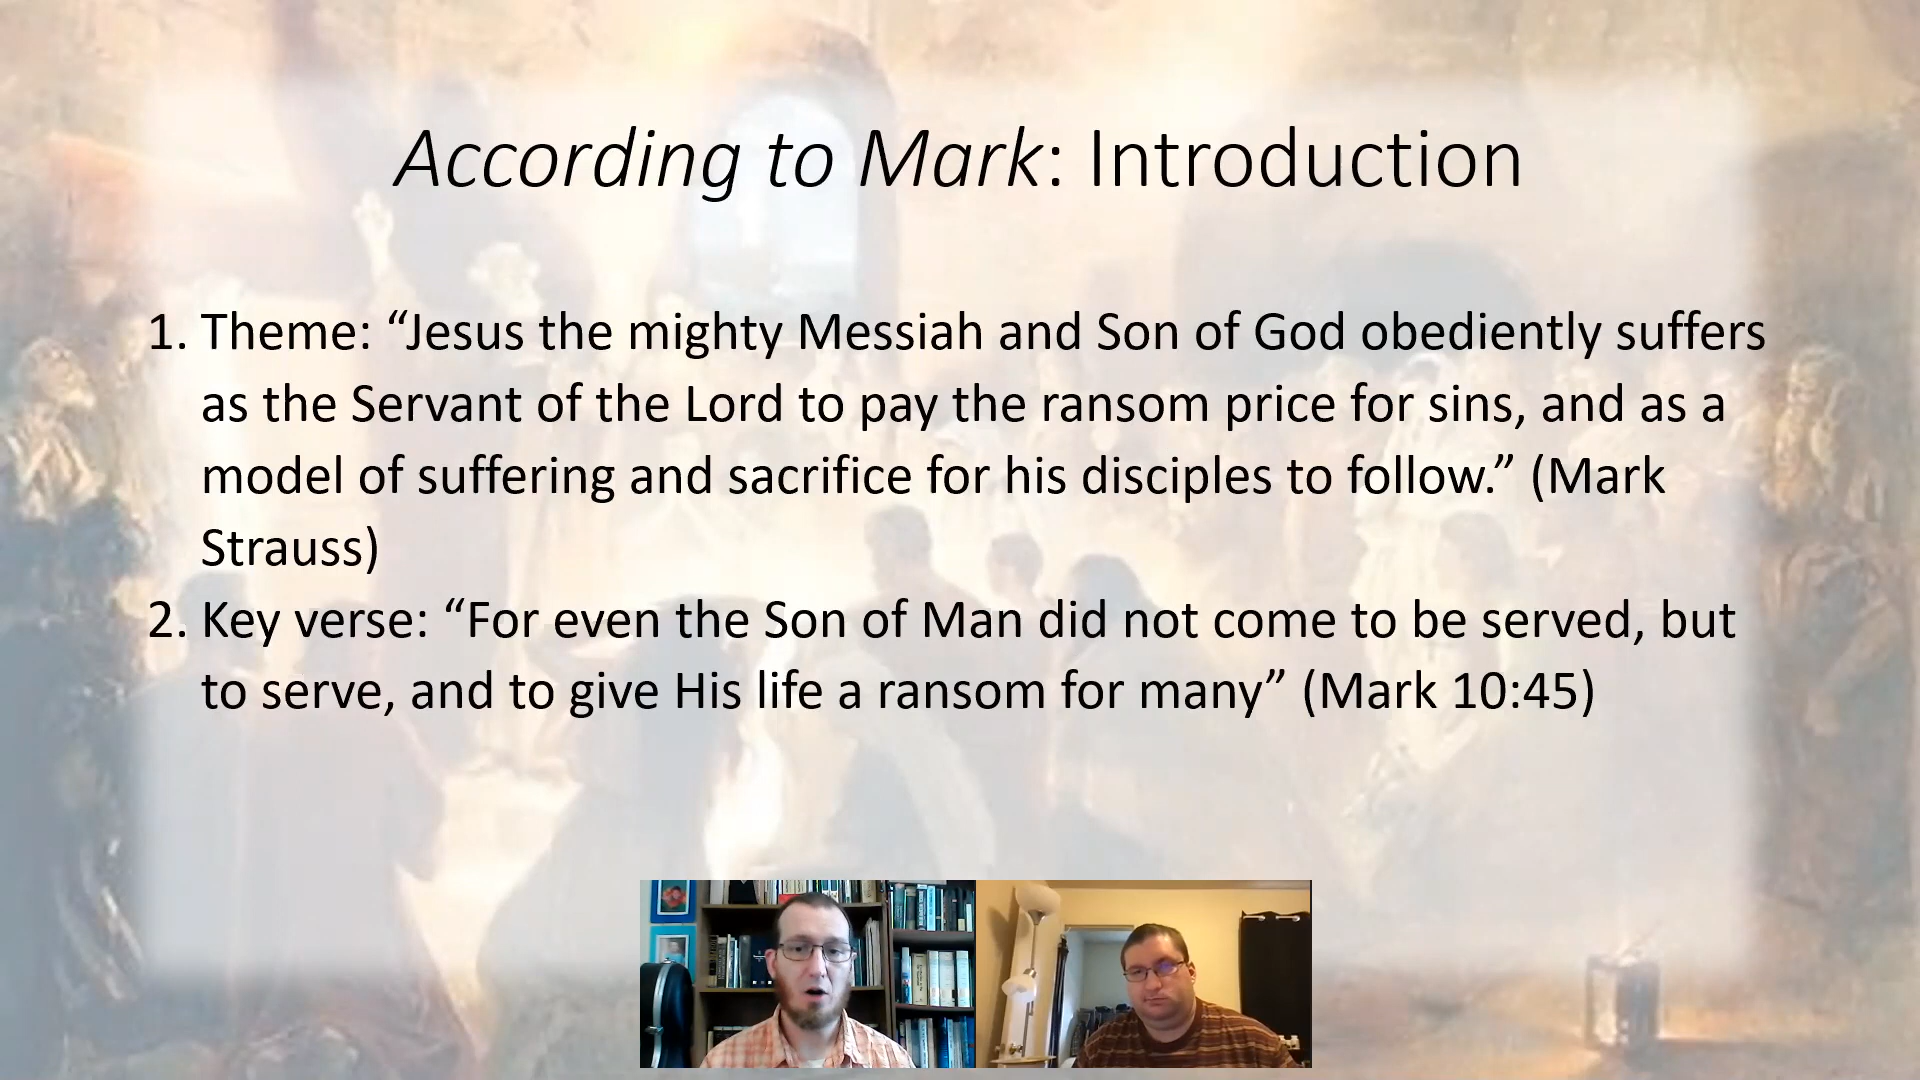 According to Mark: Introduction
1. Theme: “Jesus the mighty Messiah and Son of God obediently suffers
as the Servant of the Lord to pay the ransom price for sins, and as a
model of suffering and sacrifice for his disciples to follow.” (Mark
Strauss)
2. Key verse: “For even the Son of Man did not come to be served, but
to serve, and to give His life a ransom for many” (Mark 10:45)